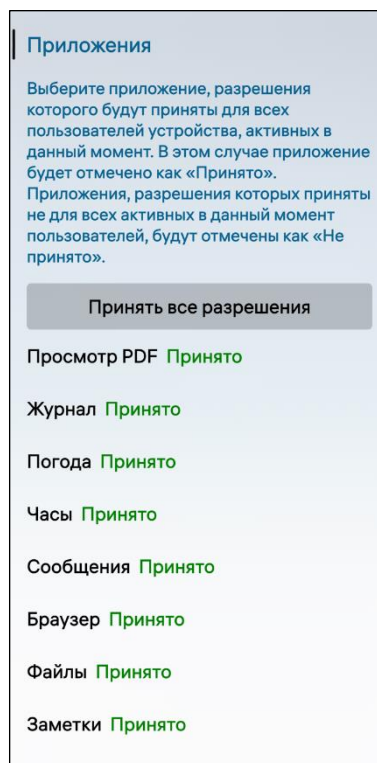 Приложения
Выберите приложение, разрешения
которого будут приняты для всех
пользователей устройства, активных в
данный момент. В этом случае приложение
будет отмечено как «Принято».
Приложения, разрешения которых приняты
не для всех активных в данный момент
пользователей, будут отмечены как «Не
принято».
Принять все разрешения
Просмотр PDF Принято
Журнал Принято
Погода Принято
Часы Принято
Сообщения Принято
Браузер Принято
Файлы Принято
Заметки Принято